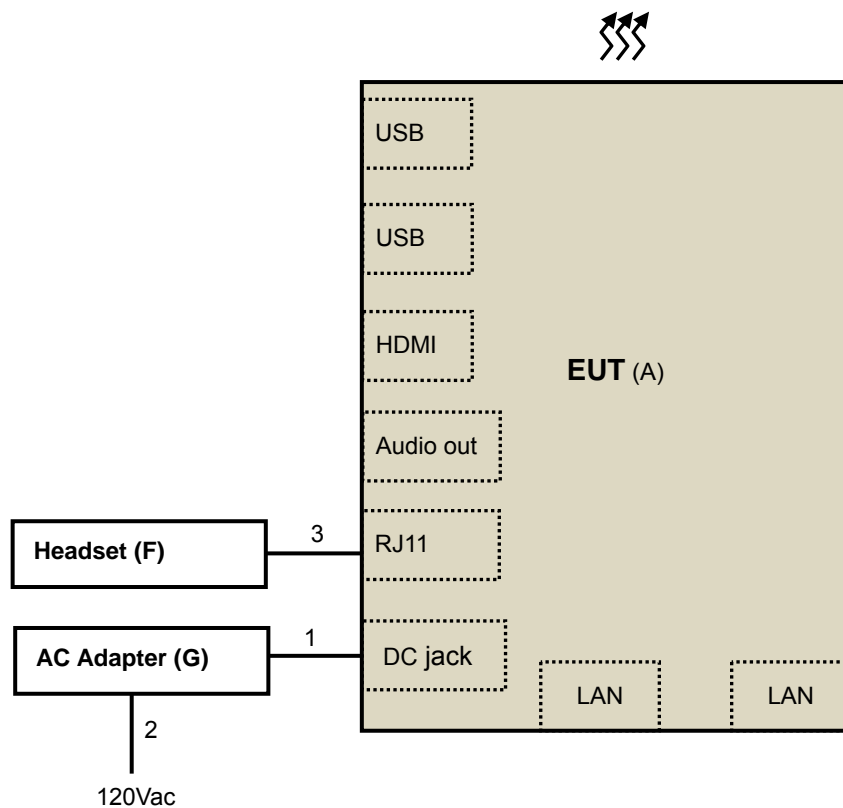 USB
USB
HDMI
EUT (A)
Audio out
3
RJ11
Headset (F)
1
DC jack
AC Adapter (G)
LAN
LAN
2
120Vac